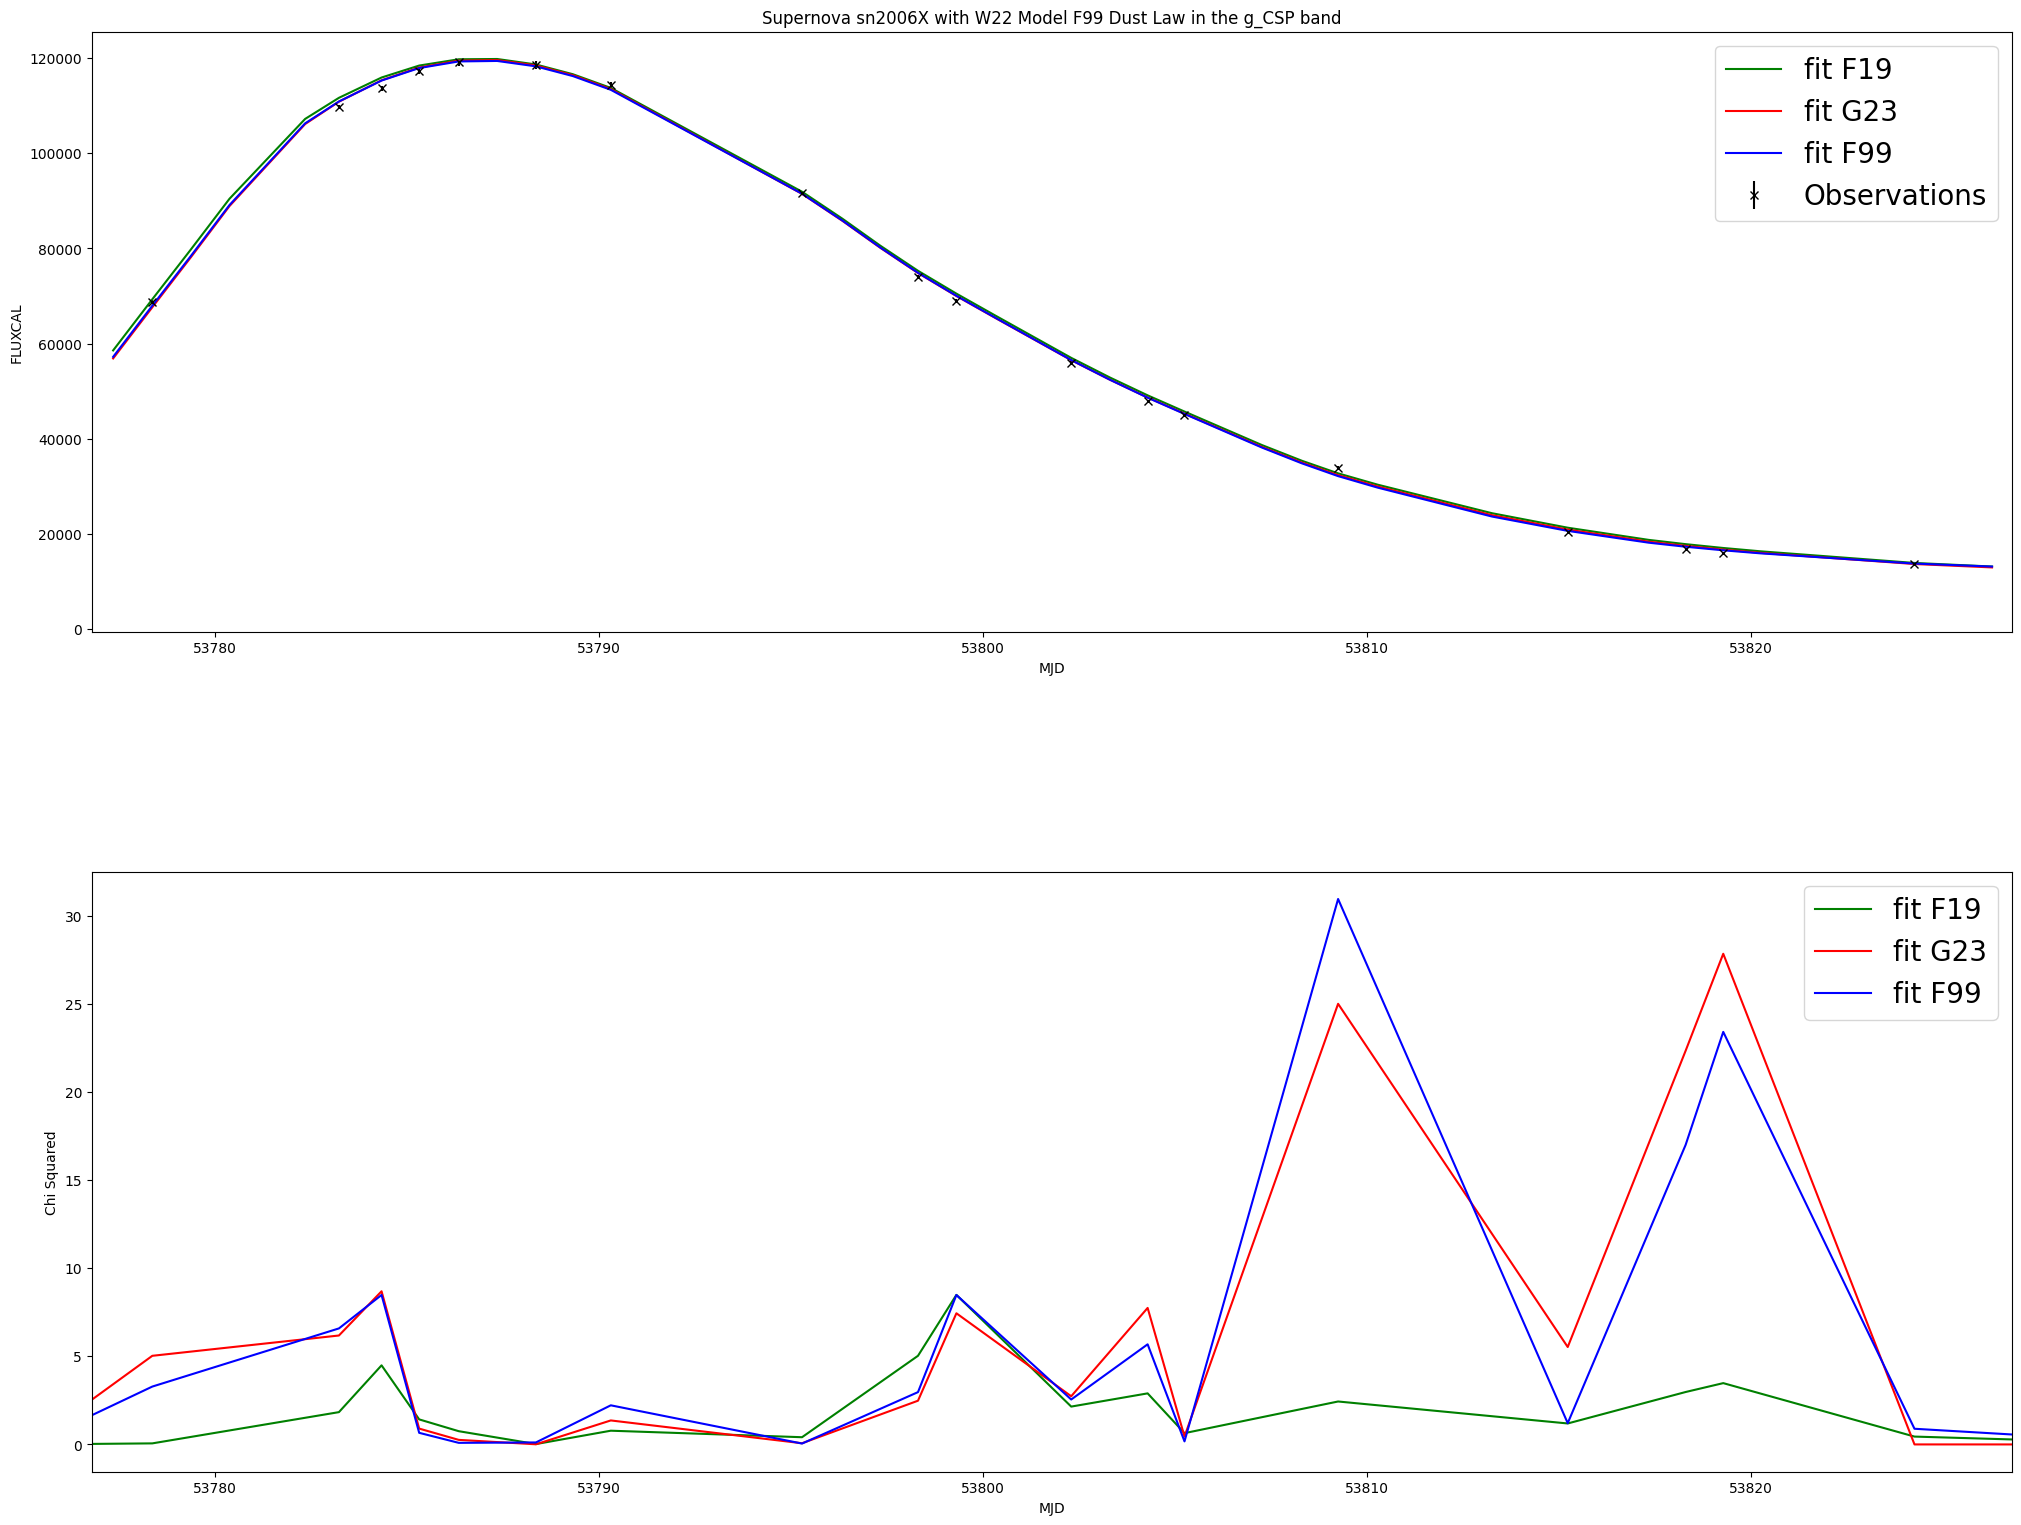 Supernova sn2006X with W22 Model F99 Dust Law in the g_CSP band
120000
100000
80000
60000
40000
20000
0
FLUXCAL
fit F19
fit G23
fit F99
Observations
53780 53790 53800 53810 53820
MJD
30
25
20
15
10
5
0
Chi Squared
fit F19
fit G23
fit F99
53780 53790 53800 53810 53820
MJD